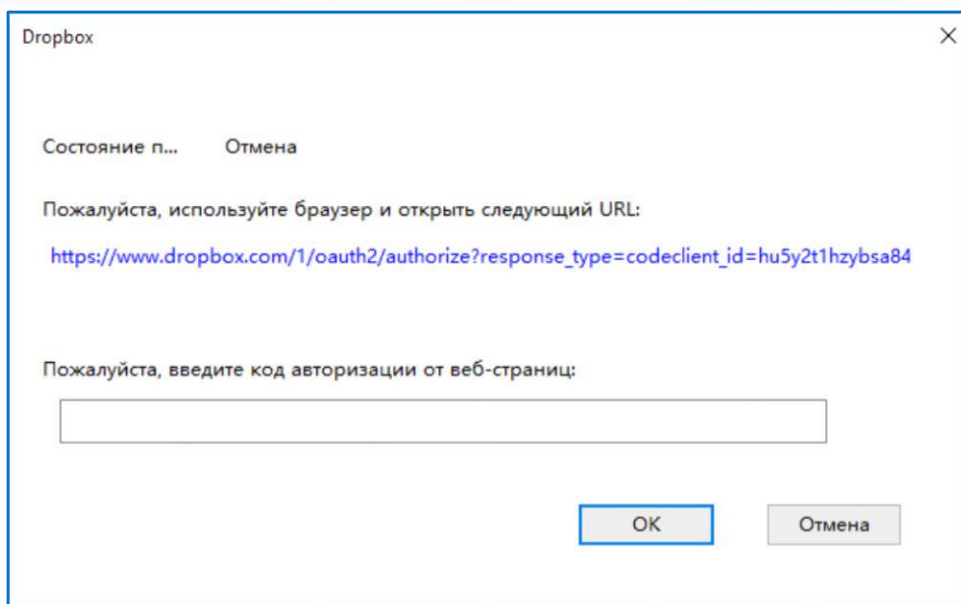 Dropbox
Состояние п... Отмена
Пожалуйста, используйте браузер и открыть следующий URL:
https://www.dropbox.com/1/oauth2/authorize?response_type=codeclient_id=hu5y2t1hzybsa84
Пожалуйста, введите код авторизации от веб-страниц:
OK Отмена